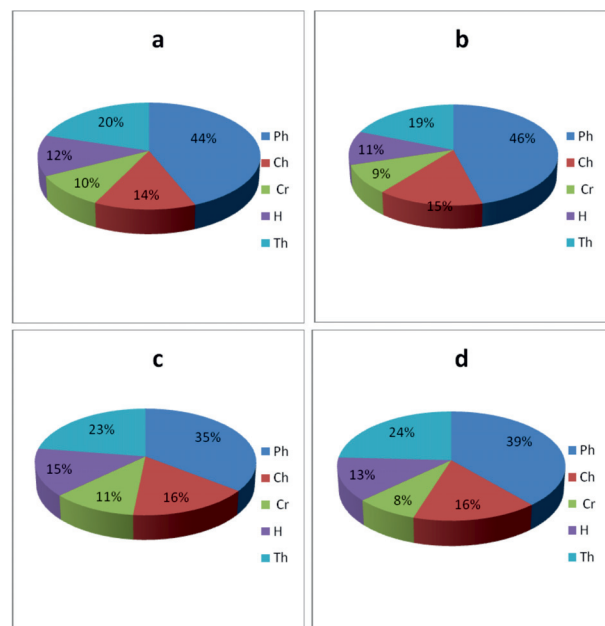 a
20%
44%
12%
10%
14%
Ph
Ch
Cr
H
Th
b
19%
46%
11%
9%
15%
Ph
Ch
Cr
H
Th
c
23%
35%
15%
11%
16%
Ph
Ch
Cr
H
Th
d
24%
39%
13%
8%
16%
Ph
Ch
Cr
H
Th